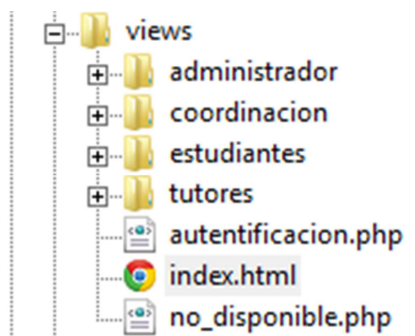 views
administrador
coordinacion
estudiantes
tutores
autentificacion.php
index.html
no_disponible.php